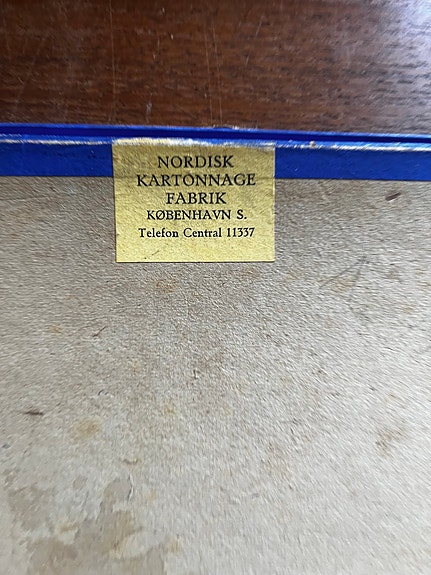 NORDISK
KARTONNAGE
FABRIK
KØBENHAVN S.
Telefon Central 11337